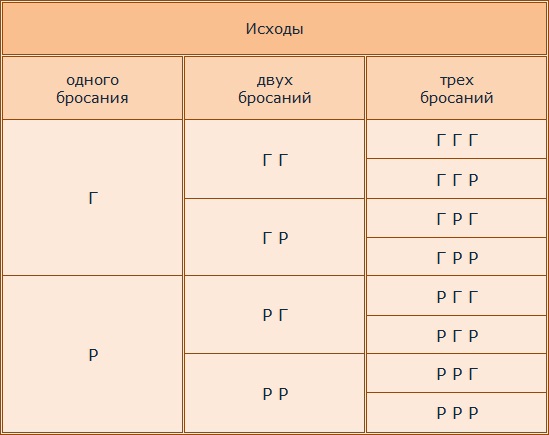 Исходы
одного
бросания
двух
бросаний
трех
бросаний
Г
Г Г
Г Г Г
Г Г Р
Г Р
Г Р Г
Г Р Р
Р
Р Г
Р Г Г
Р Г Р
Р Р
Р Р Г
Р Р Р